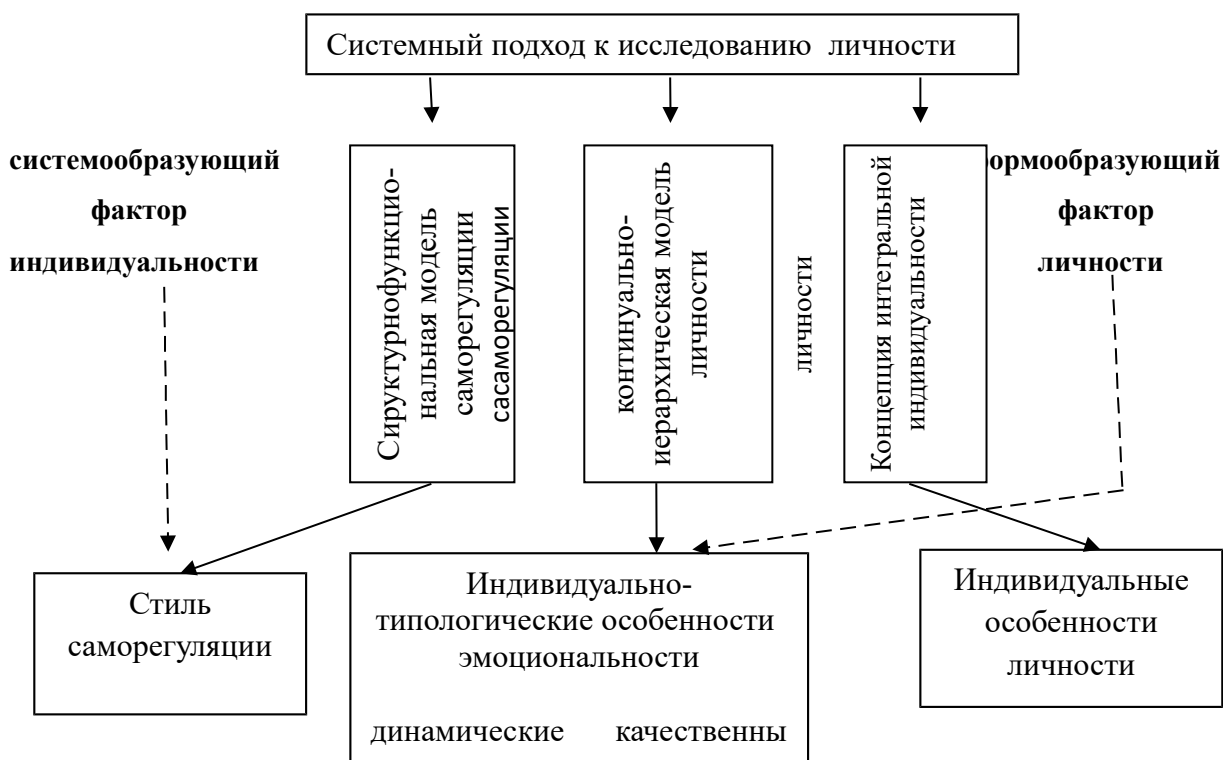 Системный подход к исследованию личности
системообразующий
фактор
индивидуальности
Сируктурнофункцио-
нальная модель
саморегуляции
сасаморегуляции
континуально-
иерархическая модель
личности
личности
Концепция интегральной
индивидуальности
ормообразующий
фактор
личности
Стиль
саморегуляции
Индивидуально-
типологические особенности
эмоциональности
динамические качественны
Индивидуальные
особенности
личности